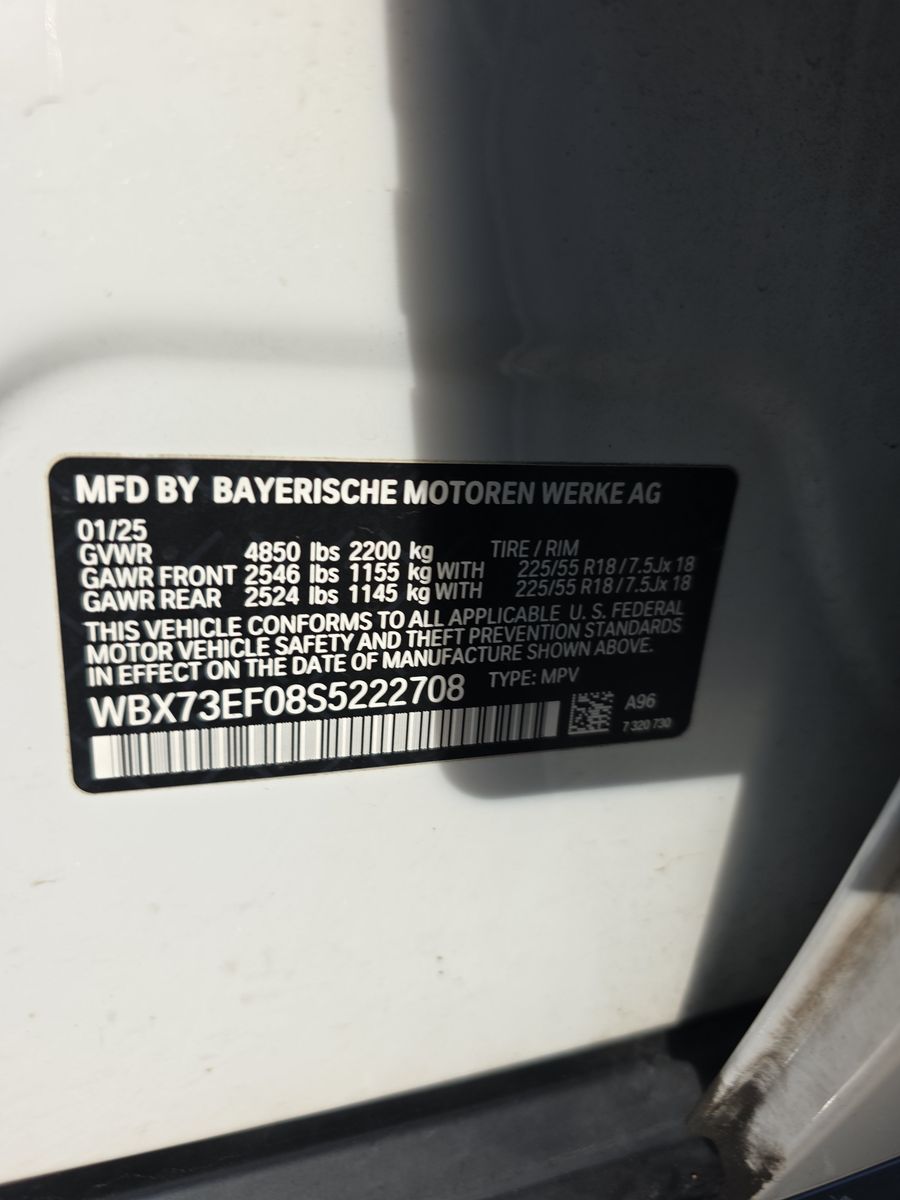 MFD BY BAYERISCHE MOTOREN WERKE AG
01/25
GVWR 4850 lbs 2200 kg TIRE / RIM
GAWR FRONT 2546 lbs 1155 kg WITH 225/55 R18 / 7.5Jx 18
GAWR REAR 2524 lbs 1145 kg WITH 225/55 R18 / 7.5Jx 18
THIS VEHICLE CONFORMS TO ALL APPLICABLE U. S. FEDERAL
MOTOR VEHICLE SAFETY AND THEFT PREVENTION STANDARDS
IN EFFECT ON THE DATE OF MANUFACTURE SHOWN ABOVE.
WBX73EF08S5222708 TYPE: MPV
A96
7 320 730